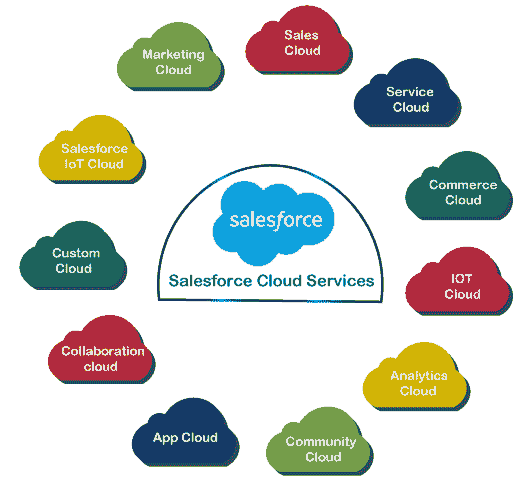 Sales
Cloud
Marketing
Cloud
Service
Cloud
Salesforce
IoT Cloud
Commerce
Cloud
salesforce
Salesforce Cloud Services
Custom
Cloud
IOT
Cloud
Collaboration
cloud
Analytics
Cloud
App Cloud
Community
Cloud